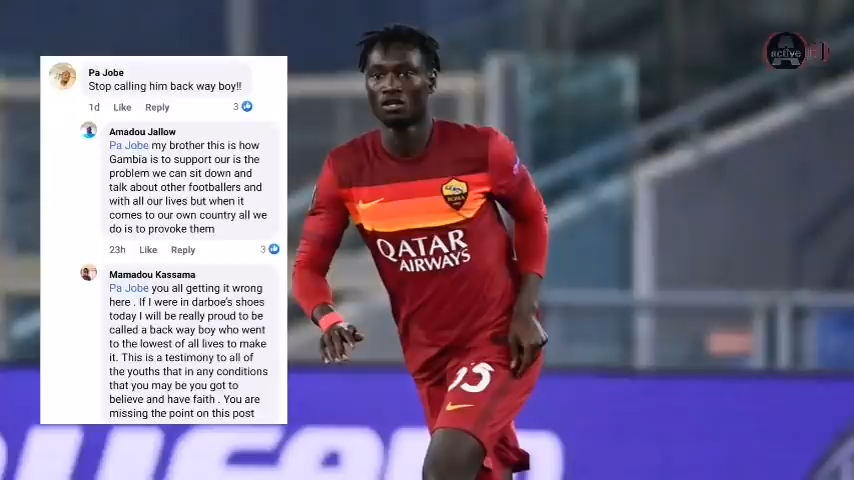 Pa Jobe
Stop calling him back way boy!!
1d Like Reply 3
Amadou Jallow
Pa Jobe my brother this is how
Gambia is to support our is the
problem we can sit down and
talk about other footballers and
with all our lives but when it
comes to our own country all we
do is to provoke them
23h Like Reply 3
Mamadou Kassama
Pa Jobe you all getting it wrong
here . If I were in darboe's shoes
today I will be really proud to be
called a back way boy who went
to the lowest of all lives to make
it. This is a testimony to all of
the youths that in any conditions
that you may be you got to
believe and have faith . You are
missing the point on this post
active
ROMA
QATAR
AIRWAYS
55